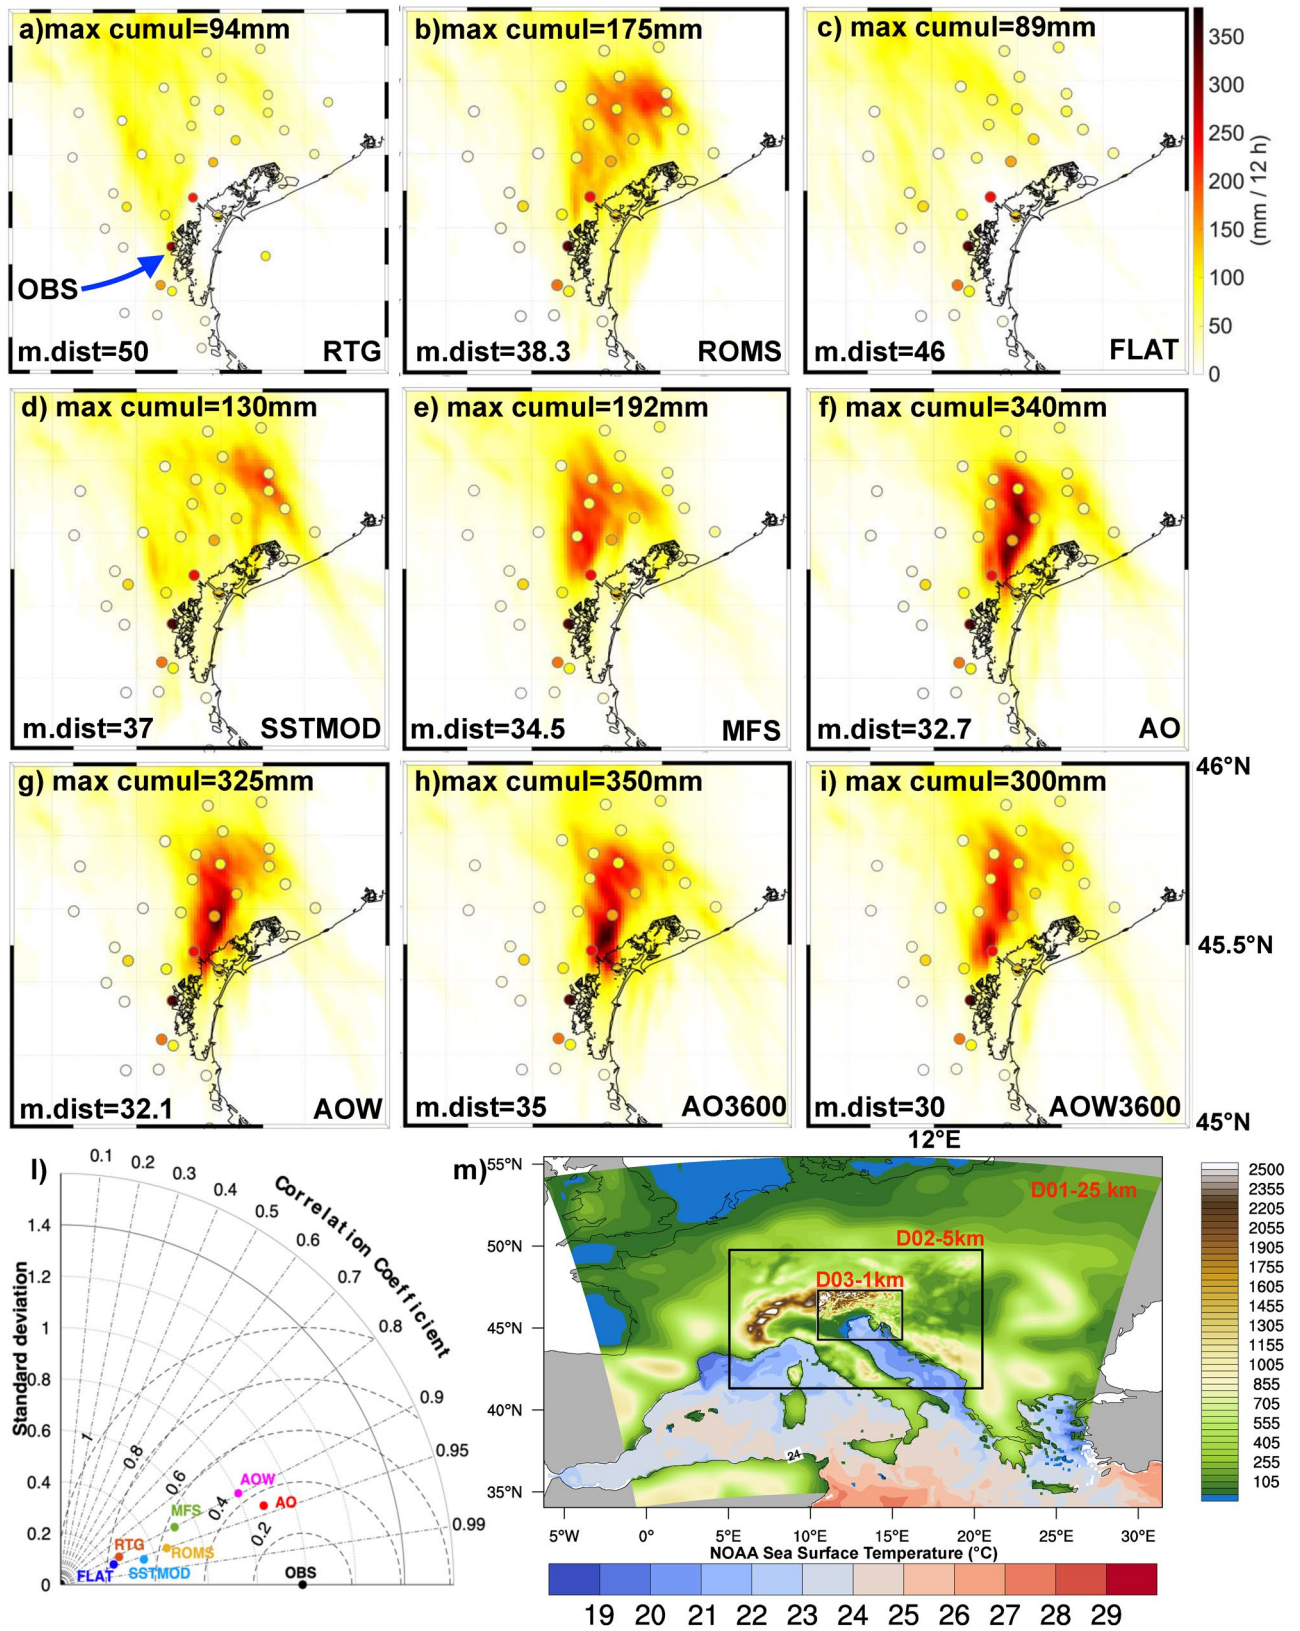 a)max cumul=94mm
b)max cumul=175mm
c) max cumul=89mm
350
300
250
200
150
100
50
0
(mm / 12 h)
OBS
m.dist=50
RTG
m.dist=38.3
ROMS
m.dist=46
FLAT
d) max cumul=130mm
e) max cumul=192mm
f) max cumul=340mm
m.dist=37
SSTMOD
m.dist=34.5
MFS
m.dist=32.7
AO
g) max cumul=325mm
h)max cumul=350mm
i) max cumul=300mm
46°N
45.5°N
45°N
m.dist=32.1
AOW
m.dist=35
AO3600
m.dist=30
AOW3600
12°E
l)
0.1
0.2
0.3
0.4
0.5
0.6
0.7
0.8
0.9
0.95
0.99
Correlation Coefficient
Standard deviation
1.4
1.2
1
0.8
0.6
0.4
0.2
0
1
0.8
0.6
0.4
0.2
AOW
AO
MFS
RTG
ROMS
FLAT
SSTMOD
OBS
m)
55°N
50°N
45°N
40°N
35°N
D01-25 km
D02-5km
D03-1km
24
5°W
0°
5°E
10°E
15°E
20°E
25°E
30°E
NOAA Sea Surface Temperature (°C)
19 20 21 22 23 24 25 26 27 28 29
2500
2355
2205
2055
1905
1755
1605
1455
1305
1155
1005
855
705
555
405
255
105